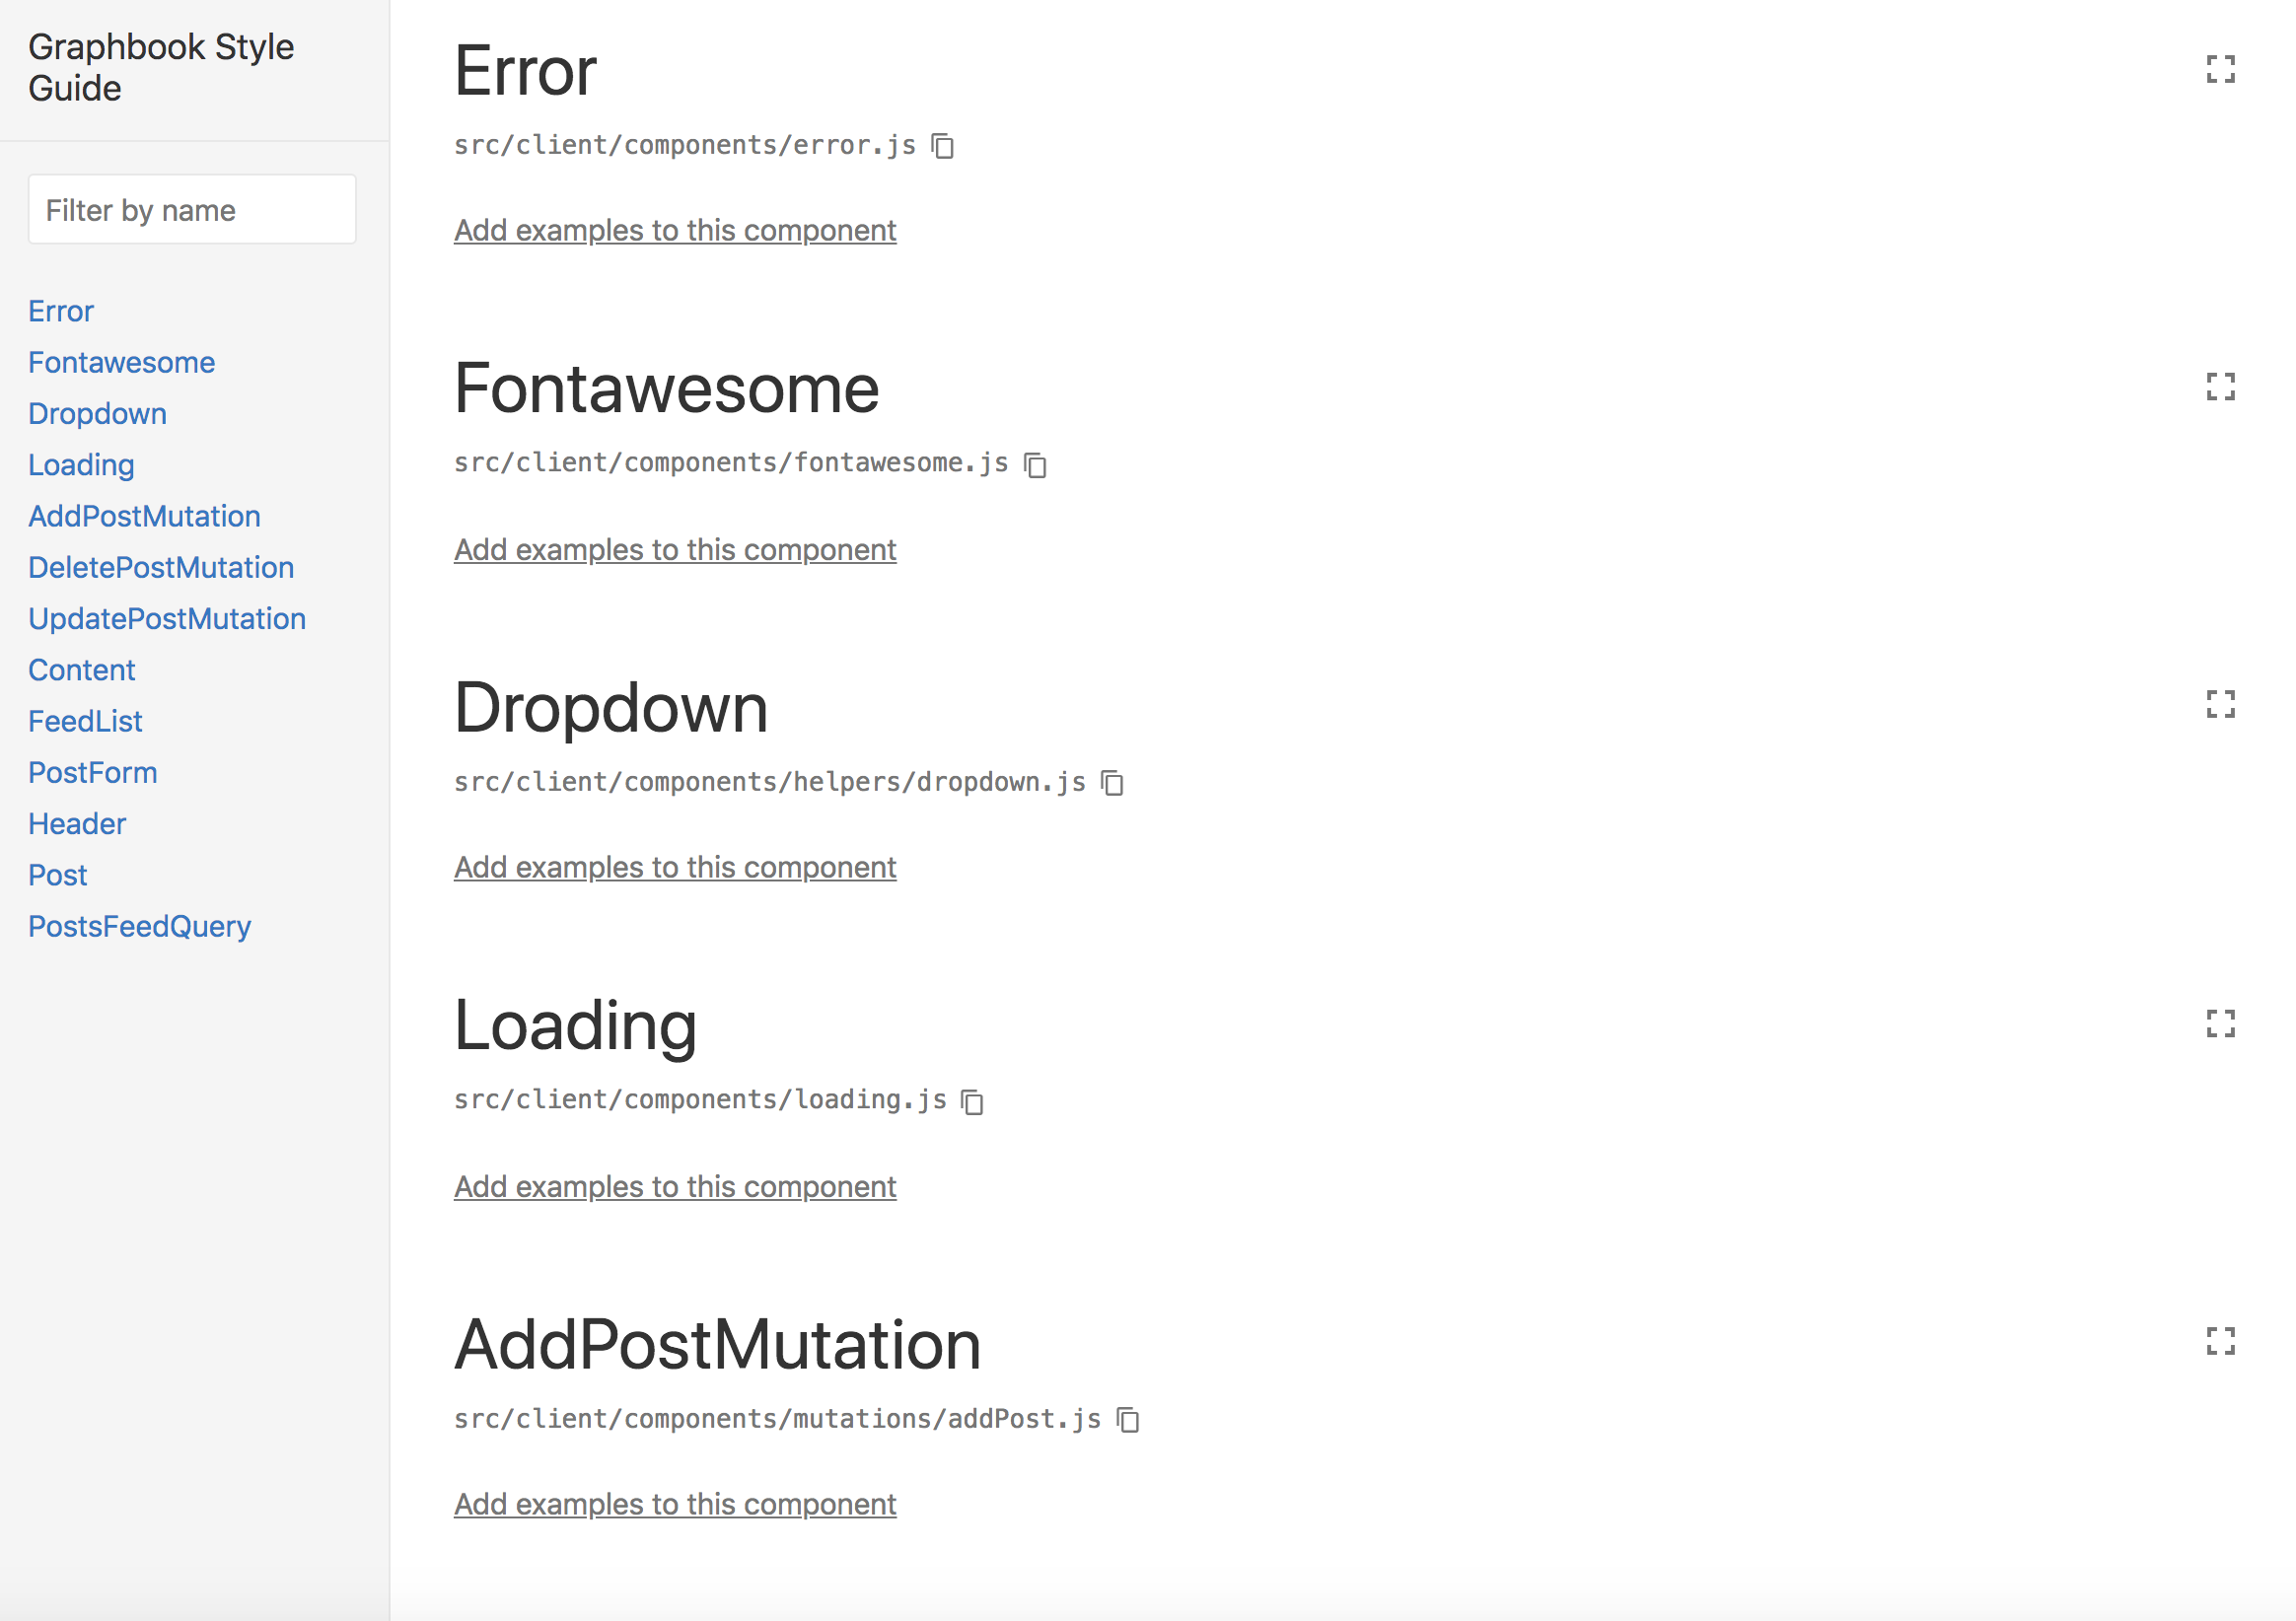 Graphbook Style
Guide
Filter by name
Error
Fontawesome
Dropdown
Loading
AddPostMutation
DeletePostMutation
UpdatePostMutation
Content
FeedList
PostForm
Header
Post
PostsFeedQuery
Error
src/client/components/error.js
Add examples to this component
Fontawesome
src/client/components/fontawesome.js
Add examples to this component
Dropdown
src/client/components/helpers/dropdown.js
Add examples to this component
Loading
src/client/components/loading.js
Add examples to this component
AddPostMutation
src/client/components/mutations/addPost.js
Add examples to this component